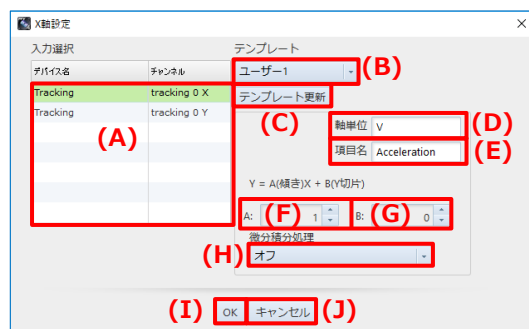 X軸設定
入力選択
テンプレート
デバイス名 チャンネル
ユーザー1 (B)
Tracking tracking 0 X
テンプレート更新
Tracking tracking 0 Y
(A)
(C)
軸単位 V (D)
項目名 Acceleration (E)
Y = A(傾き)X + B(Y切片)
A: (F) 1 B: (G) 0
微分積分処理
(H) オフ
(I) OK キャンセル (J)